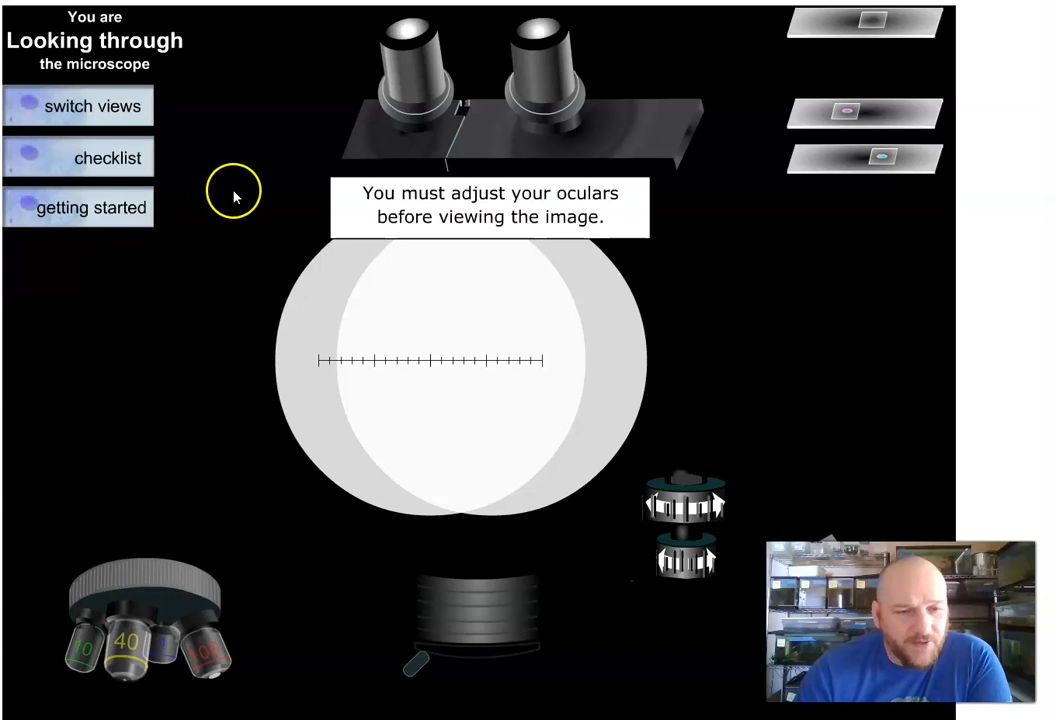 You are
Looking through
the microscope
switch views
checklist
getting started
You must adjust your oculars
before viewing the image.
10
40
4
100